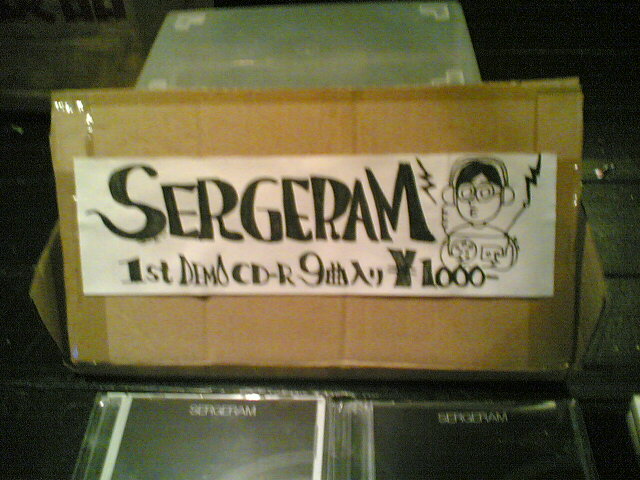 SERGERAM
1st DEMO CD-R 9曲入り ¥1000-
SERGERAM
SERGERAM